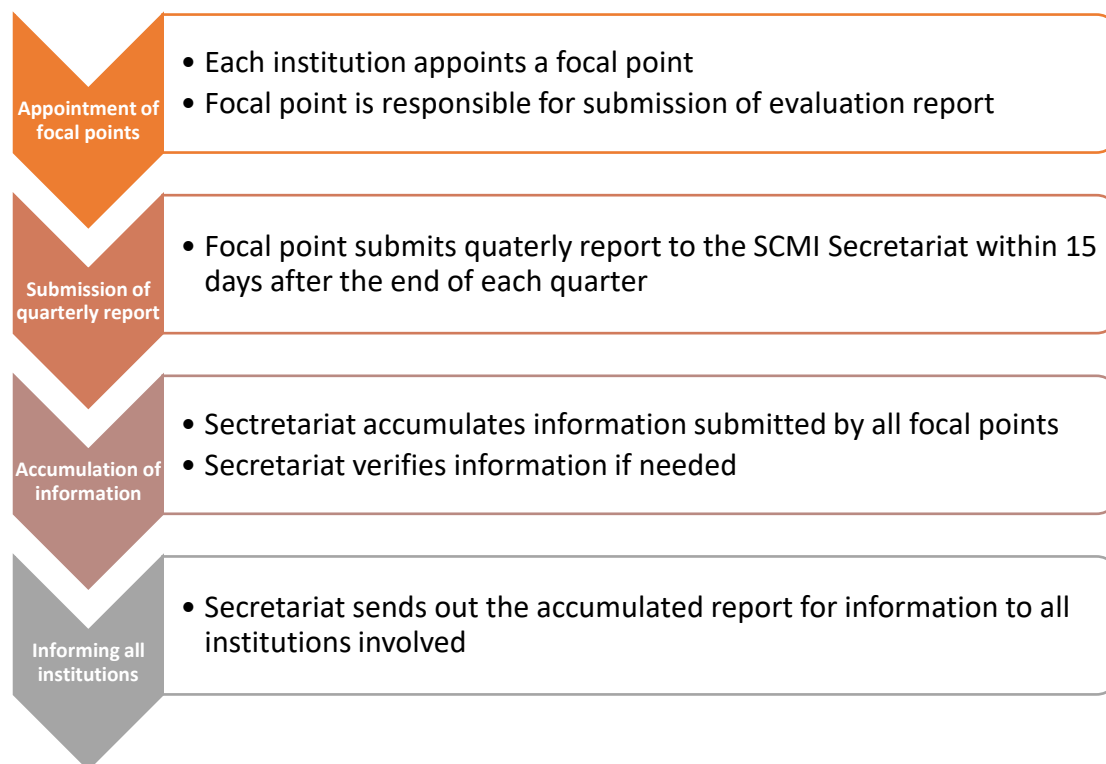 Appointment of
focal points
• Each institution appoints a focal point
• Focal point is responsible for submission of evaluation report
Submission of
quarterly report
• Focal point submits quaterly report to the SCMI Secretariat within 15
days after the end of each quarter
Accumulation of
information
• Sectretariat accumulates information submitted by all focal points
• Secretariat verifies information if needed
Informing all
institutions
• Secretariat sends out the accumulated report for information to all
institutions involved